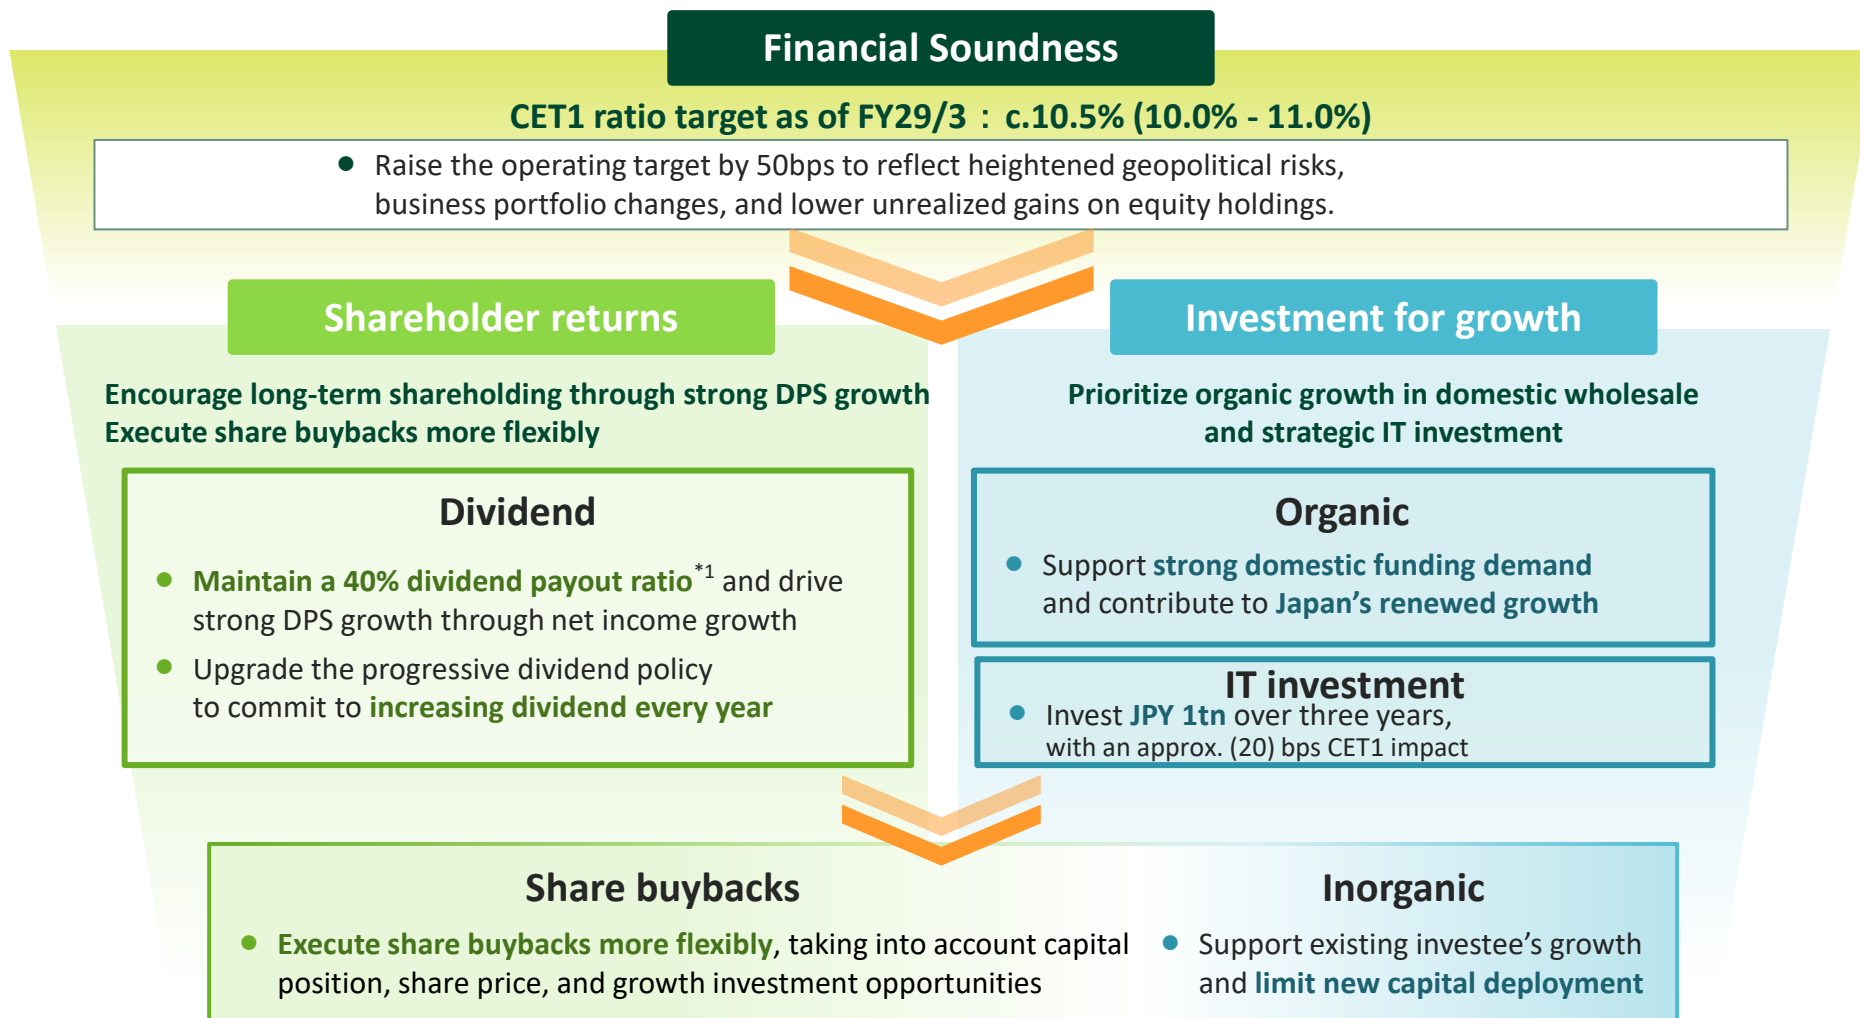 Financial Soundness
CET1 ratio target as of FY29/3 : c.10.5% (10.0% - 11.0%)
● Raise the operating target by 50bps to reflect heightened geopolitical risks,
business portfolio changes, and lower unrealized gains on equity holdings.
Shareholder returns
Encourage long-term shareholding through strong DPS growth
Execute share buybacks more flexibly
Dividend
● Maintain a 40% dividend payout ratio*1 and drive
strong DPS growth through net income growth
● Upgrade the progressive dividend policy
to commit to increasing dividend every year
Investment for growth
Prioritize organic growth in domestic wholesale
and strategic IT investment
Organic
● Support strong domestic funding demand
and contribute to Japan’s renewed growth
IT investment
● Invest JPY 1tn over three years,
with an approx. (20) bps CET1 impact
Share buybacks
● Execute share buybacks more flexibly, taking into account capital
position, share price, and growth investment opportunities
Inorganic
● Support existing investee’s growth
and limit new capital deployment